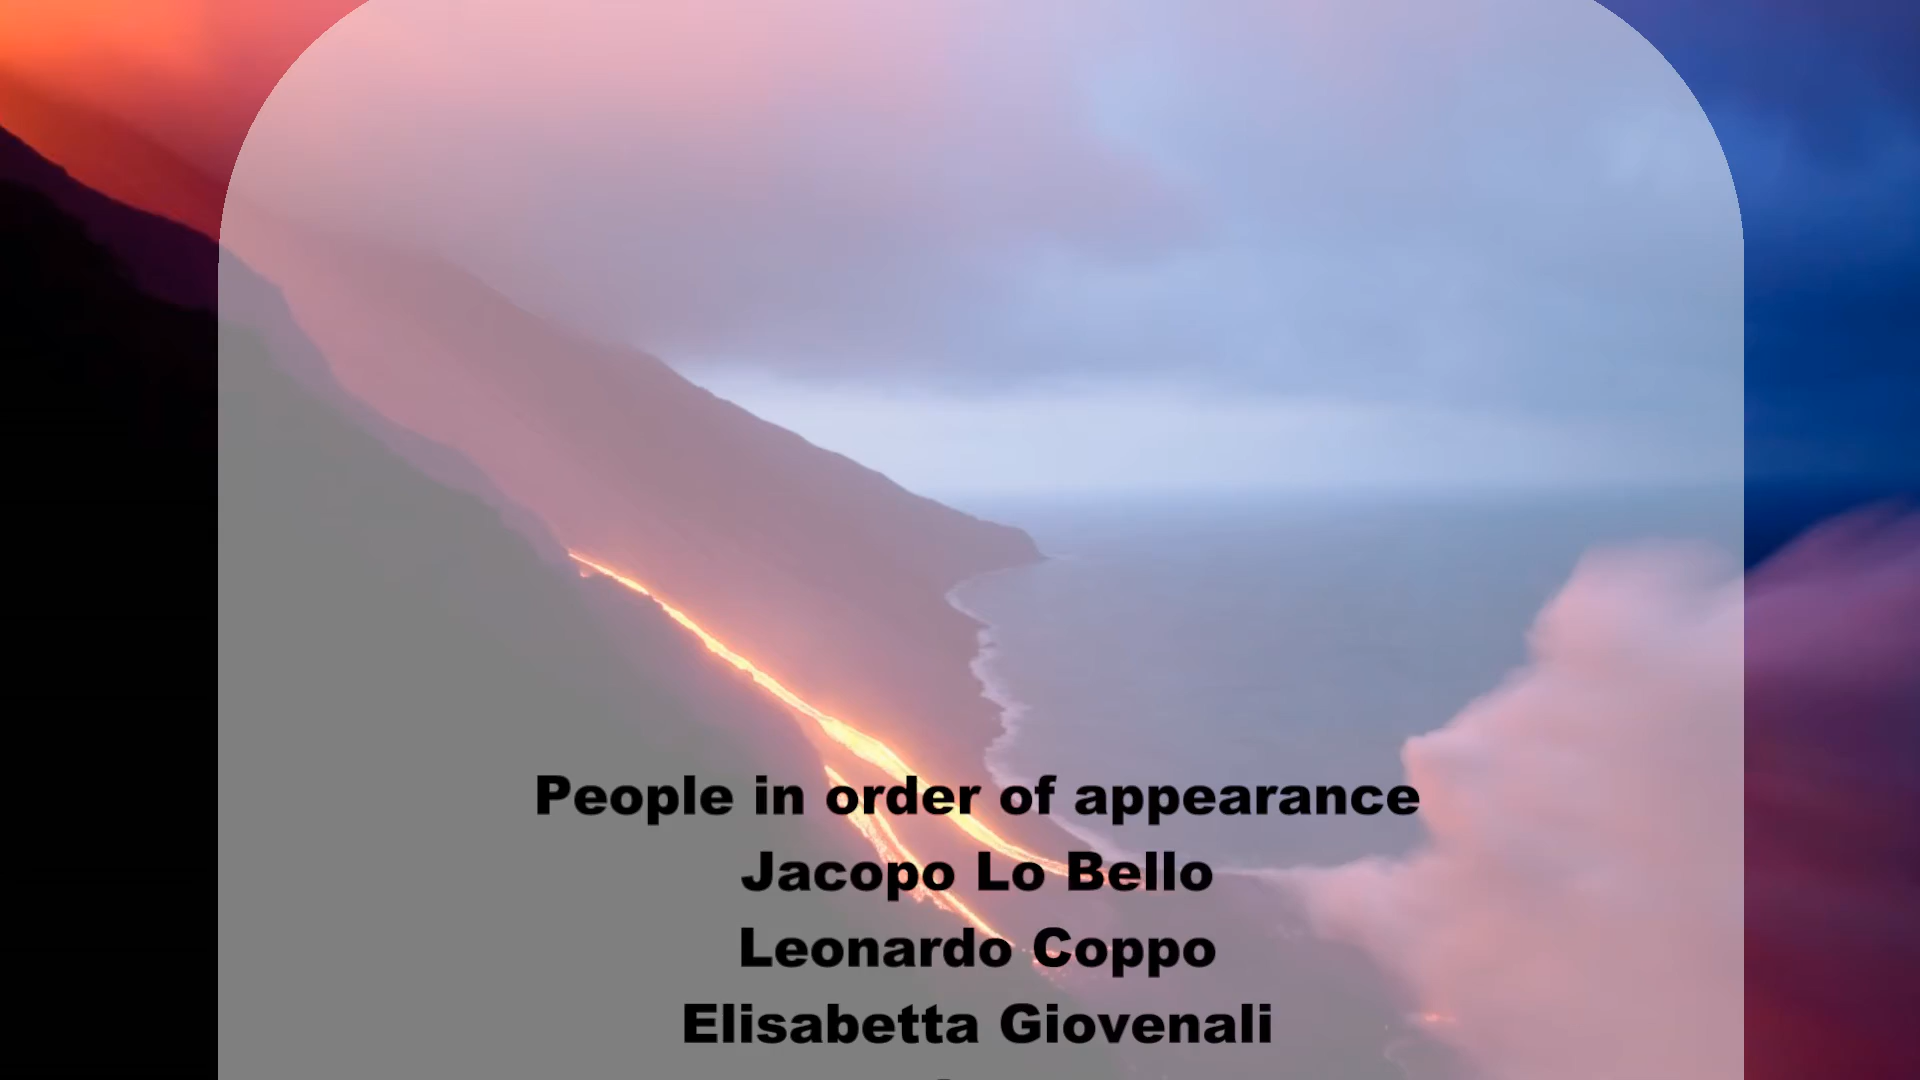 People in order of appearance
Jacopo Lo Bello
Leonardo Coppo
Elisabetta Giovenali